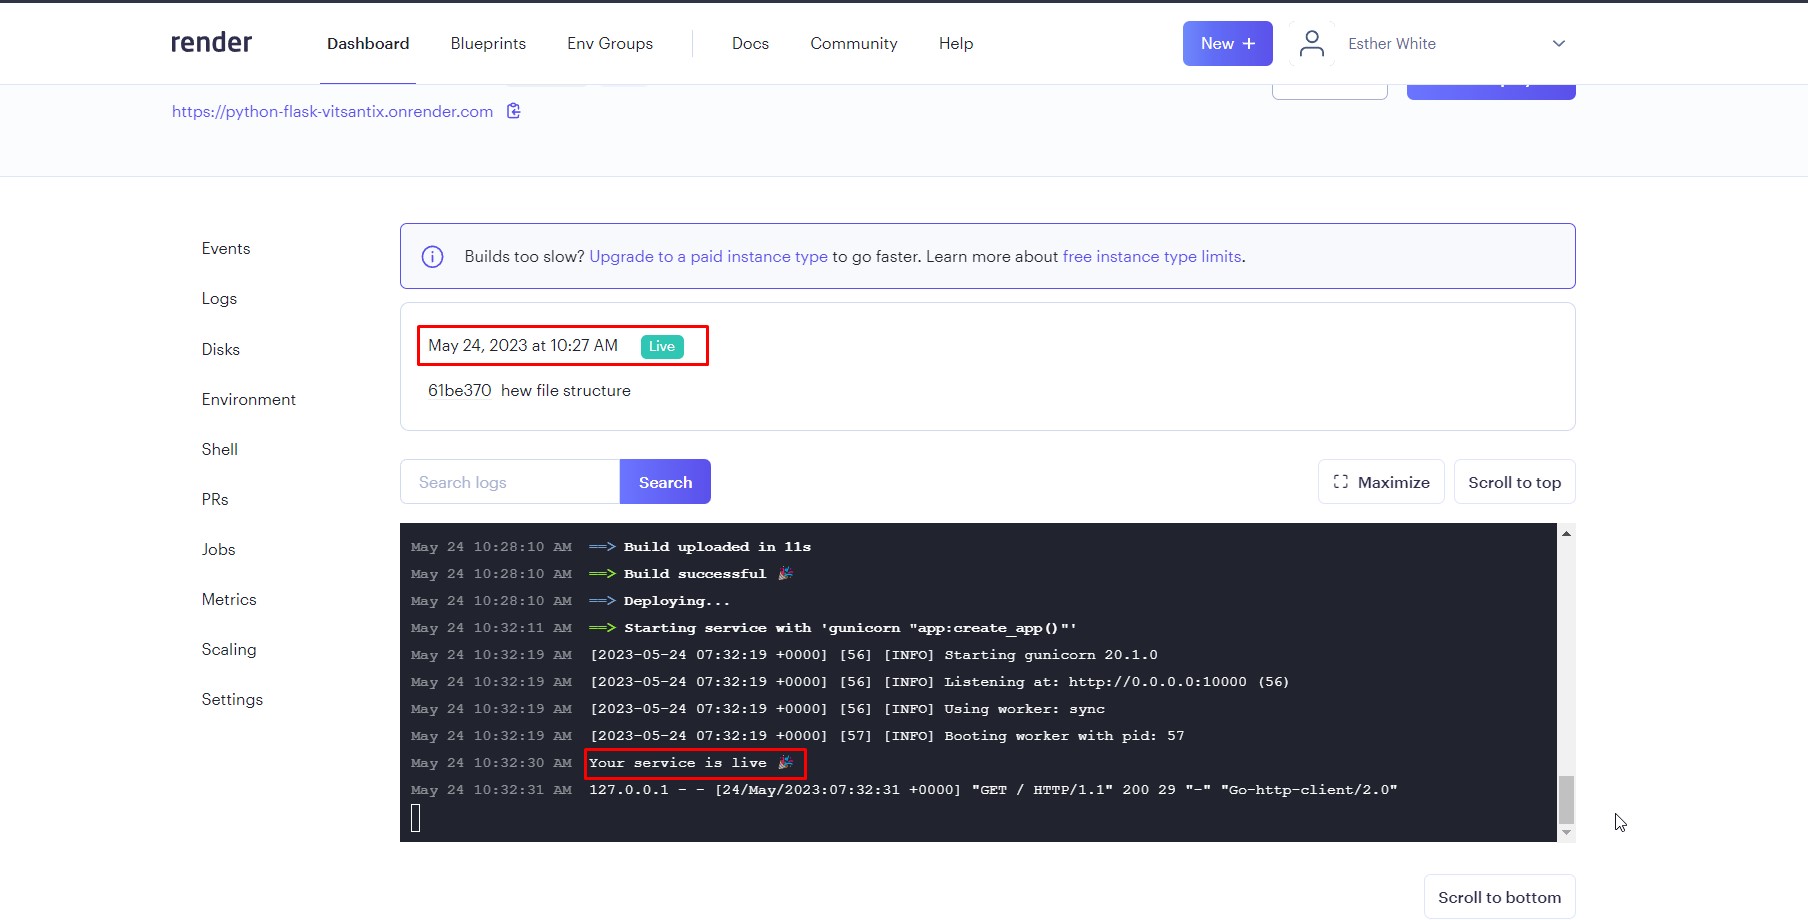 render Dashboard Blueprints Env Groups Docs Community Help New + Esther White
https://python-flask-vitsantix.onrender.com
Events
Logs
Disks
Environment
Shell
PRs
Jobs
Metrics
Scaling
Settings
Builds too slow? Upgrade to a paid instance type to go faster. Learn more about free instance type limits.
May 24, 2023 at 10:27 AM Live
61be370 hew file structure
Search logs Search Maximize Scroll to top
May 24 10:28:10 AM ==> Build uploaded in 11s
May 24 10:28:10 AM ==> Build successful 🎉
May 24 10:28:10 AM ==> Deploying...
May 24 10:32:11 AM ==> Starting service with 'gunicorn "app:create_app()"'
May 24 10:32:19 AM [2023-05-24 07:32:19 +0000] [56] [INFO] Starting gunicorn 20.1.0
May 24 10:32:19 AM [2023-05-24 07:32:19 +0000] [56] [INFO] Listening at: http://0.0.0.0:10000 (56)
May 24 10:32:19 AM [2023-05-24 07:32:19 +0000] [56] [INFO] Using worker: sync
May 24 10:32:19 AM [2023-05-24 07:32:19 +0000] [57] [INFO] Booting worker with pid: 57
May 24 10:32:30 AM Your service is live 🎉
May 24 10:32:31 AM 127.0.0.1 - - [24/May/2023:07:32:31 +0000] "GET / HTTP/1.1" 200 29 "-" "Go-http-client/2.0"
Scroll to bottom